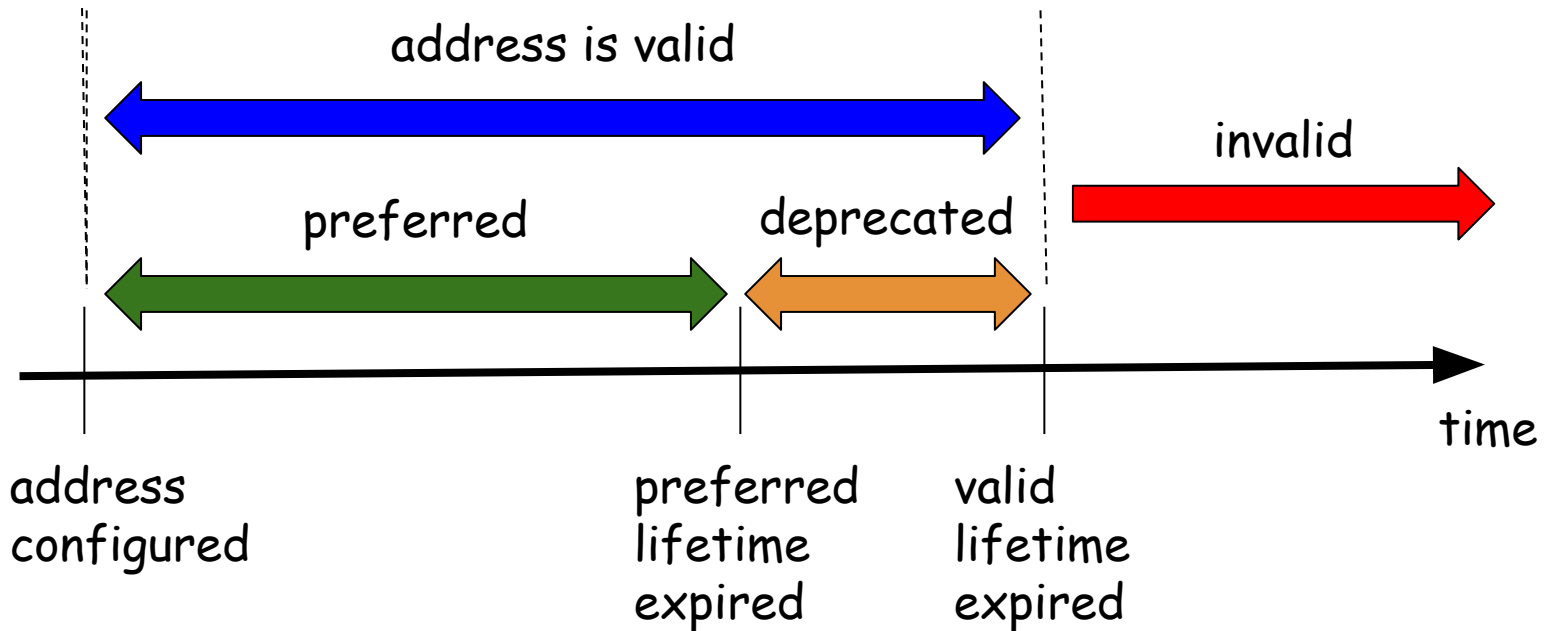 address is valid
invalid
preferred
deprecated
time
address
configured
preferred
lifetime
expired
valid
lifetime
expired